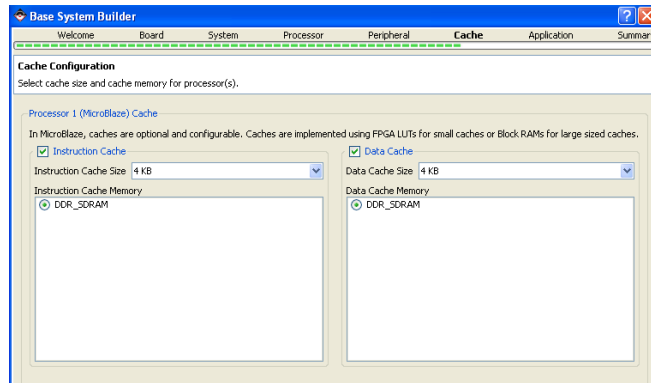 Base System Builder
Welcome Board System Processor Peripheral Cache Application Summar
Cache Configuration
Select cache size and cache memory for processor(s).
Processor 1 (MicroBlaze) Cache
In MicroBlaze, caches are optional and configurable. Caches are implemented using FPGA LUTs for small caches or Block RAMs for large sized caches.
Instruction Cache Data Cache
Instruction Cache Size 4 KB Data Cache Size 4 KB
Instruction Cache Memory Data Cache Memory
DDR_SDRAM DDR_SDRAM